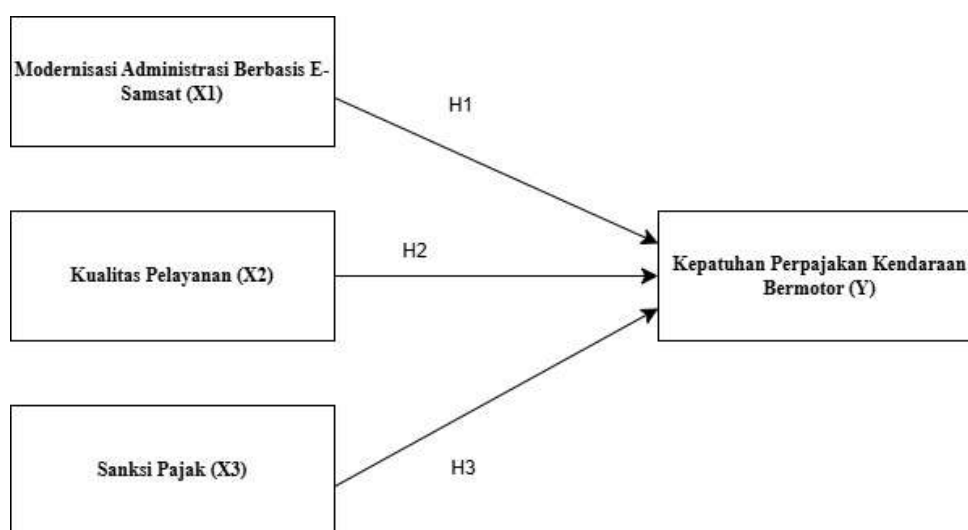 Modernisasi Administrasi Berbasis E-
Samsat (X1)
H1
Kualitas Pelayanan (X2)
H2
Kepatuhan Perpajakan Kendaraan
Bermotor (Y)
Sanksi Pajak (X3)
H3